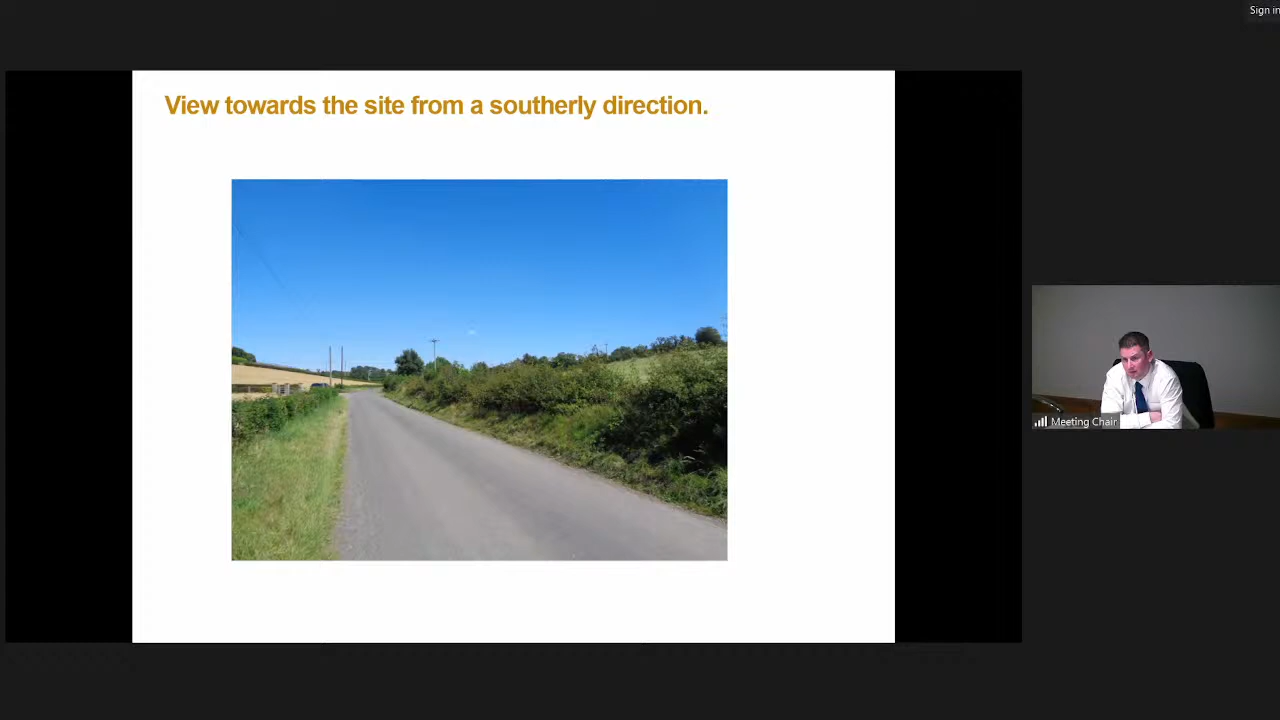 Sign in
View towards the site from a southerly direction.
Meeting Chair